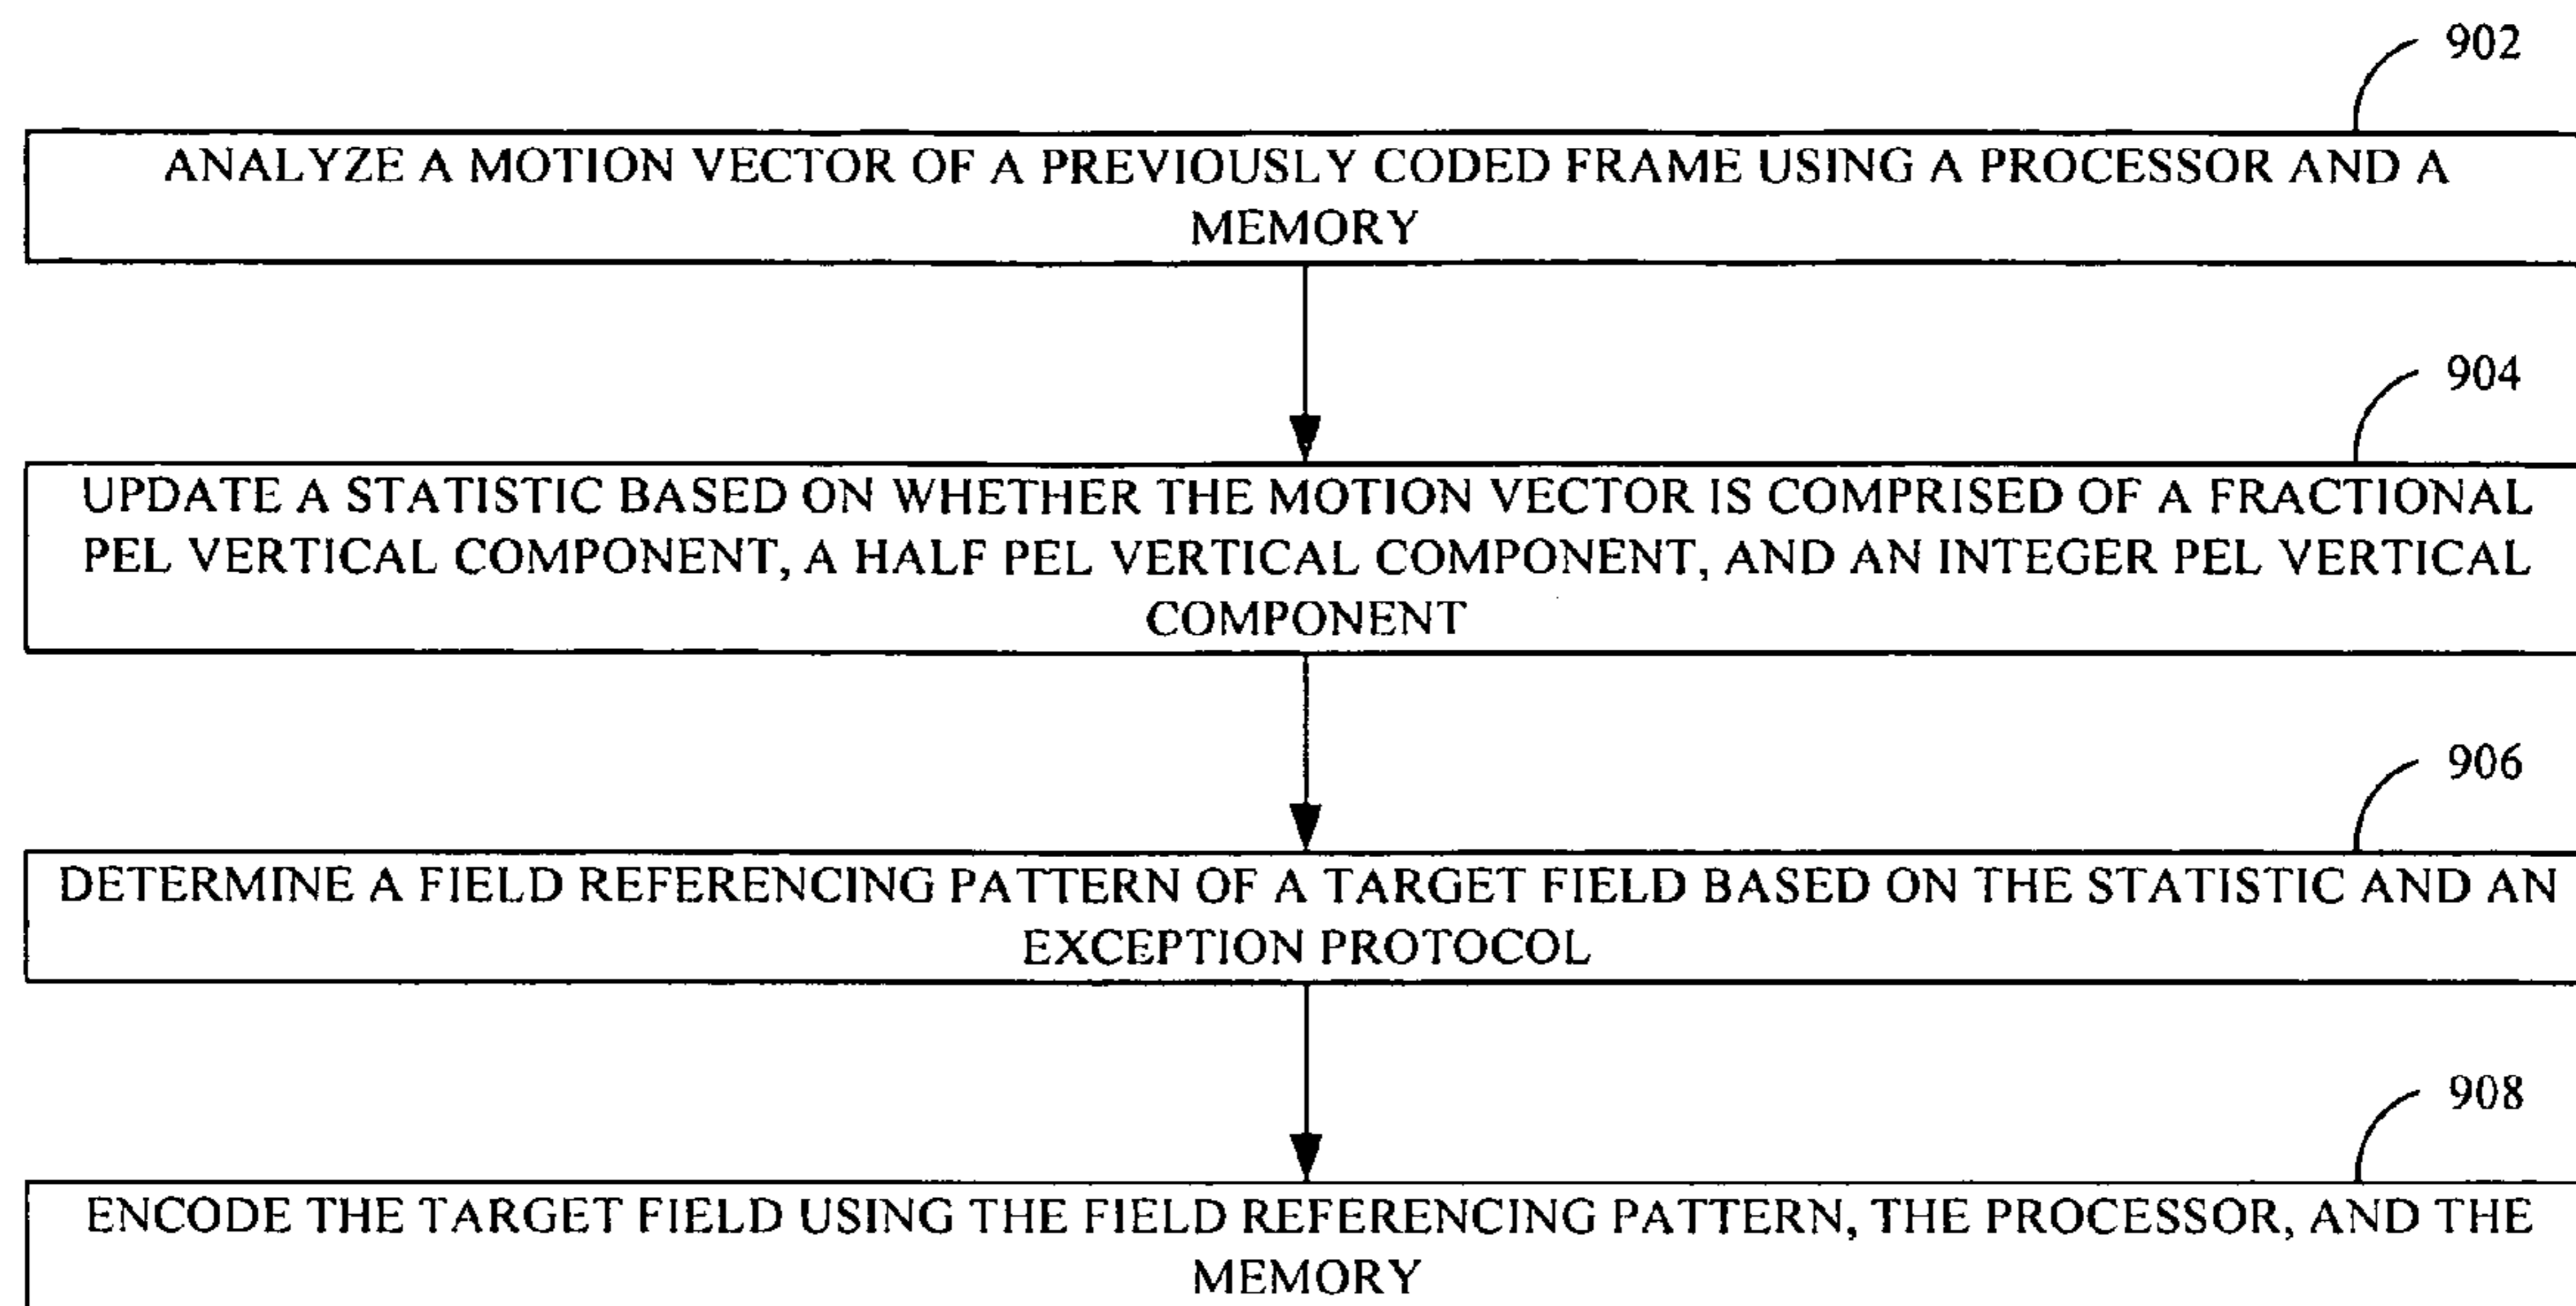 902
ANALYZE A MOTION VECTOR OF A PREVIOUSLY CODED FRAME USING A PROCESSOR AND A
MEMORY
904
UPDATE A STATISTIC BASED ON WHETHER THE MOTION VECTOR IS COMPRISED OF A FRACTIONAL
PEL VERTICAL COMPONENT, A HALF PEL VERTICAL COMPONENT, AND AN INTEGER PEL VERTICAL
COMPONENT
906
DETERMINE A FIELD REFERENCING PATTERN OF A TARGET FIELD BASED ON THE STATISTIC AND AN
EXCEPTION PROTOCOL
908
ENCODE THE TARGET FIELD USING THE FIELD REFERENCING PATTERN, THE PROCESSOR, AND THE
MEMORY